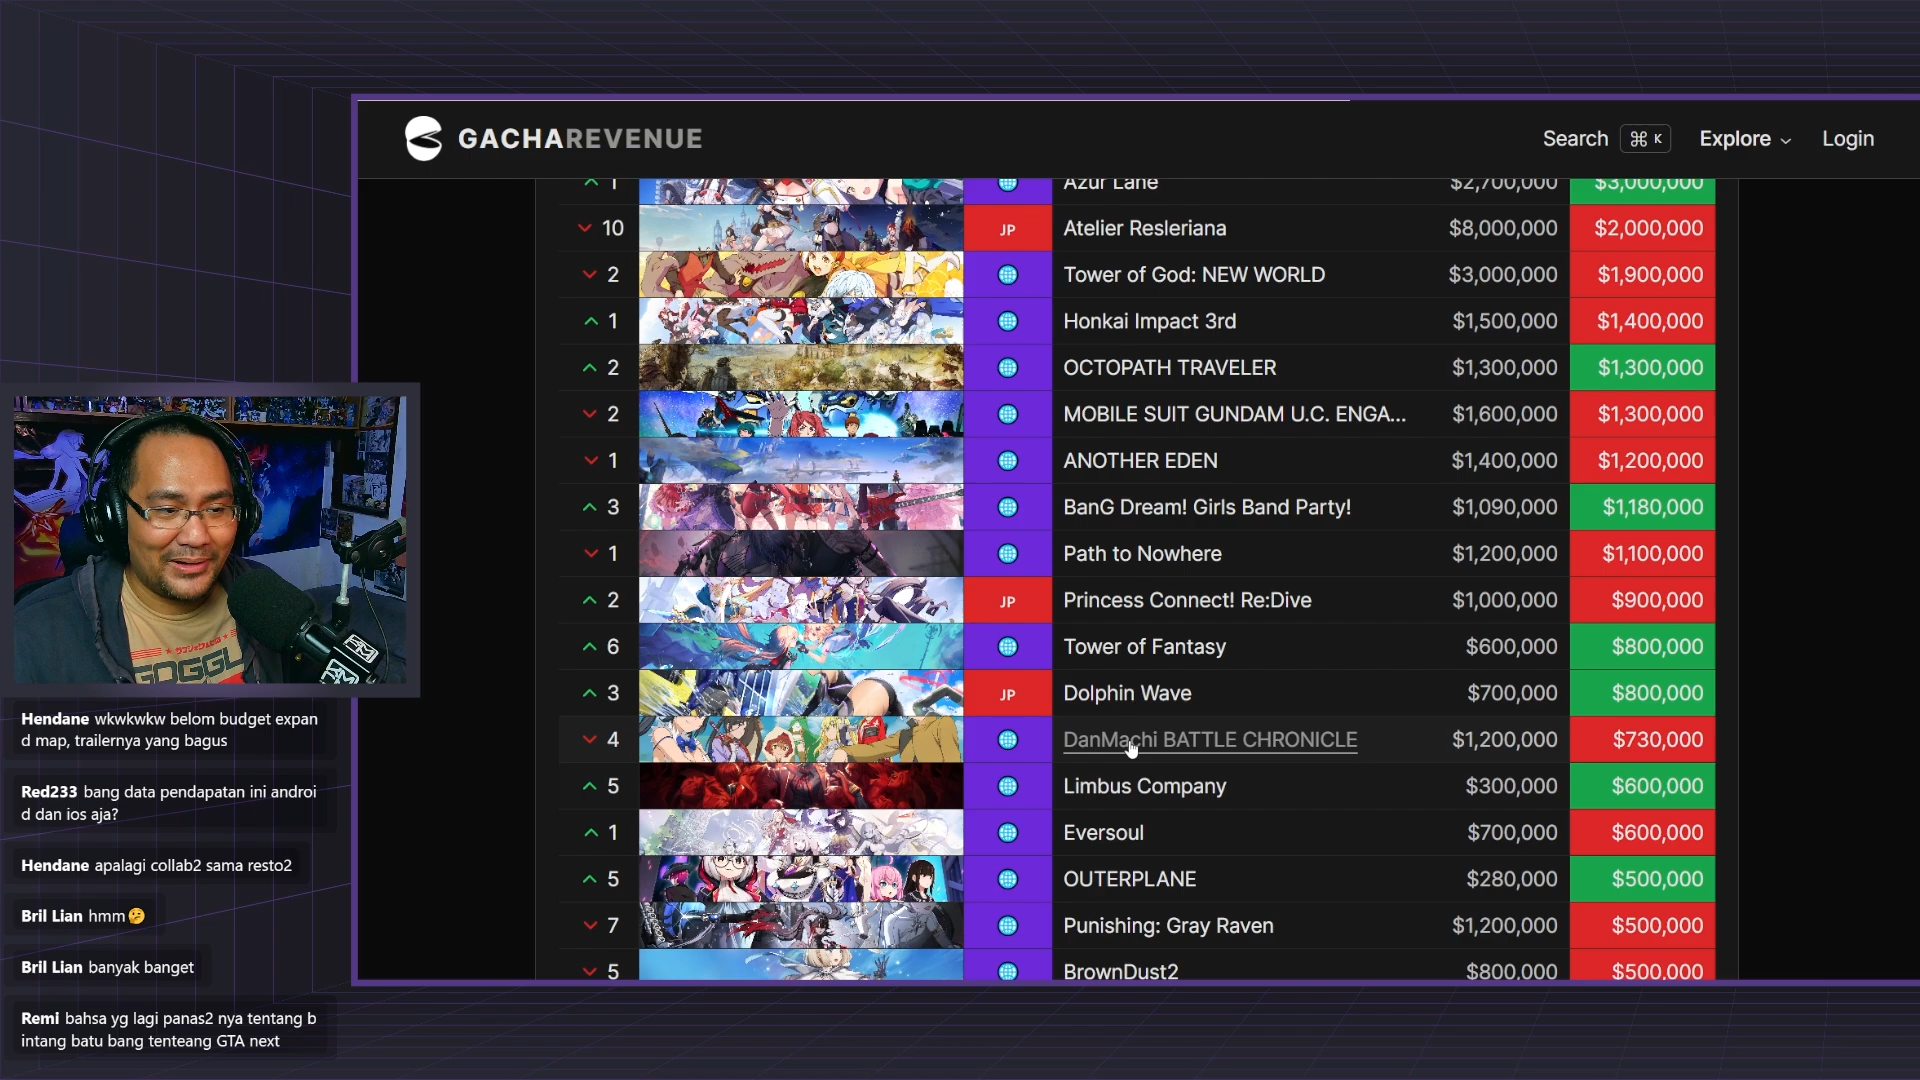 GACHAREVENUE
Search ⌘ K Explore Login
1 Azur Lane $2,700,000 $3,000,000
10 JP Atelier Resleriana $8,000,000 $2,000,000
2 Tower of God: NEW WORLD $3,000,000 $1,900,000
1 Honkai Impact 3rd $1,500,000 $1,400,000
2 OCTOPATH TRAVELER $1,300,000 $1,300,000
2 MOBILE SUIT GUNDAM U.C. ENGA... $1,600,000 $1,300,000
1 ANOTHER EDEN $1,400,000 $1,200,000
3 BanG Dream! Girls Band Party! $1,090,000 $1,180,000
1 Path to Nowhere $1,200,000 $1,100,000
2 JP Princess Connect! Re:Dive $1,000,000 $900,000
6 Tower of Fantasy $600,000 $800,000
3 JP Dolphin Wave $700,000 $800,000
4 DanMachi BATTLE CHRONICLE $1,200,000 $730,000
5 Limbus Company $300,000 $600,000
1 Eversoul $700,000 $600,000
5 OUTERPLANE $280,000 $500,000
7 Punishing: Gray Raven $1,200,000 $500,000
5 BrownDust2 $800,000 $500,000
Hendane wkwkwkw belom budget expan
d map, trailernya yang bagus
Red233 bang data pendapatan ini androi
d dan ios aja?
Hendane apalagi collab2 sama resto2
Bril Lian hmm🤔
Bril Lian banyak banget
Remi bahsa yg lagi panas2 nya tentang b
intang batu bang tenteang GTA next